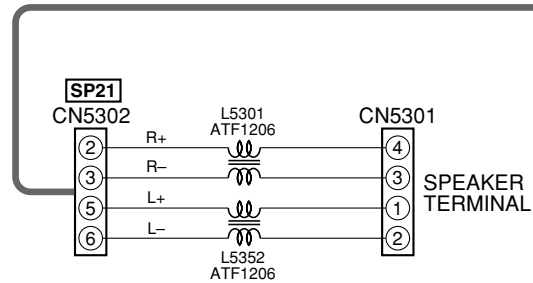 SP21
CN5302
L5301
ATF1206
CN5301
2 R+ 4
3 R– 3
5 L+ 1
6 L– 2
SPEAKER
TERMINAL
L5352
ATF1206